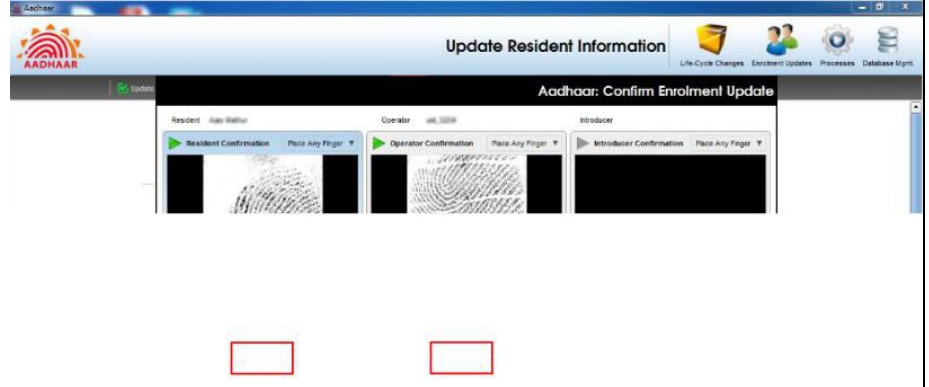 Aadhaar
AADHAAR
Update Resident Information
Life-Cycle Changes Enrolment Updates Processes Database Mgmt.
Update
Aadhaar: Confirm Enrolment Update
Resident
Operator
Introducer
Resident Confirmation Place Any Finger
Operator Confirmation Place Any Finger
Introducer Confirmation Place Any Finger